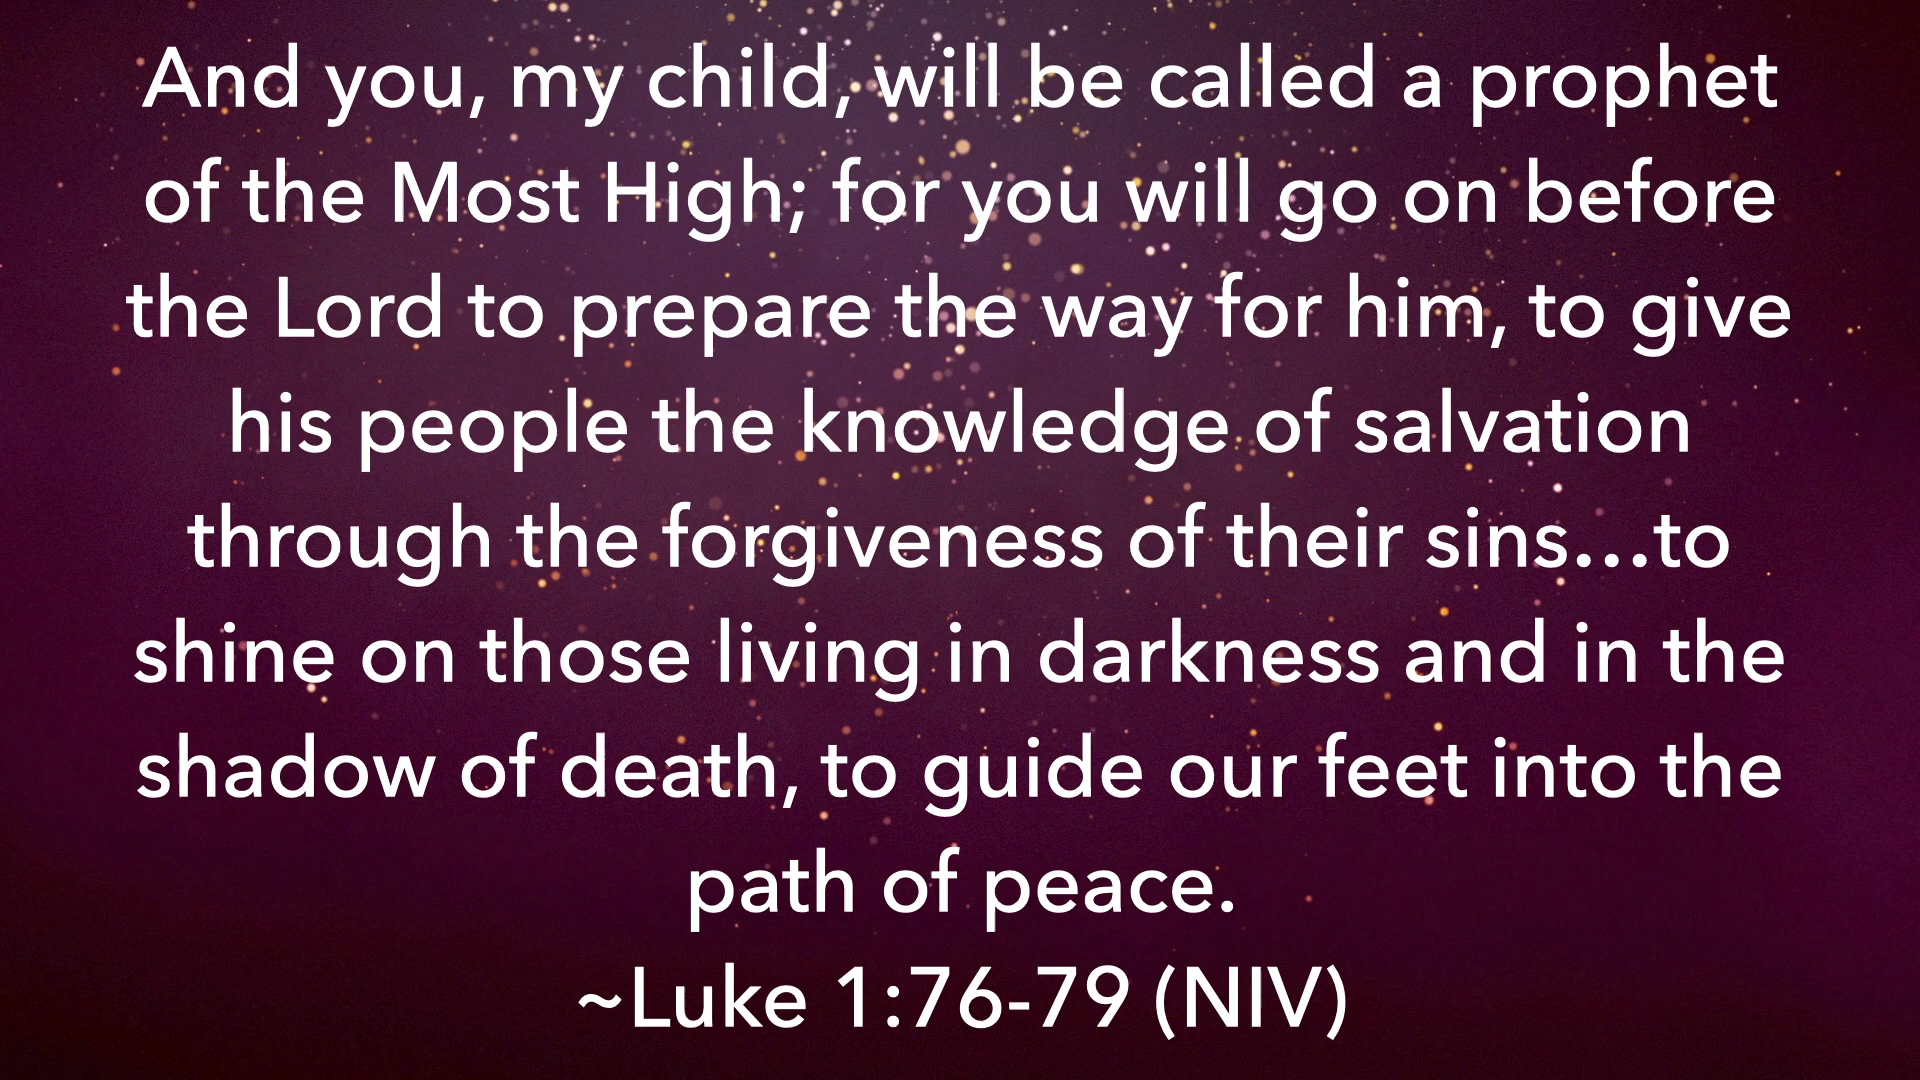 And you, my child, will be called a prophet
of the Most High; for you will go on before
the Lord to prepare the way for him, to give
his people the knowledge of salvation
through the forgiveness of their sins...to
shine on those living in darkness and in the
shadow of death, to guide our feet into the
path of peace.
~Luke 1:76-79 (NIV)